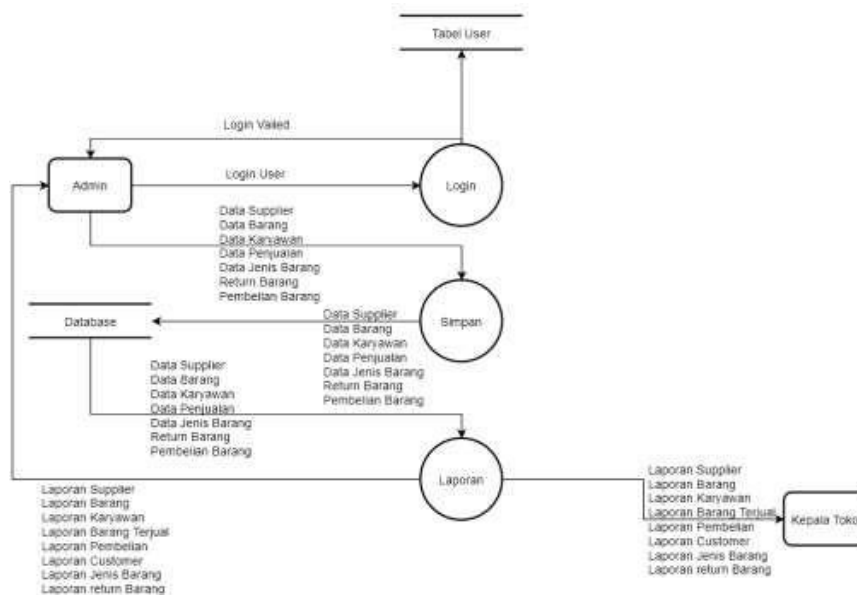 Tabel User
Login Vailed
Login User
Admin
Login
Data Supplier
Data Barang
Data Karyawan
Data Penjualan
Data Jenis Barang
Return Barang
Pembelian Barang
Database
Simpan
Data Supplier
Data Barang
Data Karyawan
Data Penjualan
Data Jenis Barang
Return Barang
Pembelian Barang
Data Supplier
Data Barang
Data Karyawan
Data Penjualan
Data Jenis Barang
Return Barang
Pembelian Barang
Laporan
Laporan Supplier
Laporan Barang
Laporan Karyawan
Laporan Barang Terjual
Laporan Pembelian
Laporan Customer
Laporan Jenis Barang
Laporan return Barang
Laporan Supplier
Laporan Barang
Laporan Karyawan
Laporan Barang Terjual
Laporan Pembelian
Laporan Customer
Laporan Jenis Barang
Laporan return Barang
Kepala Toko